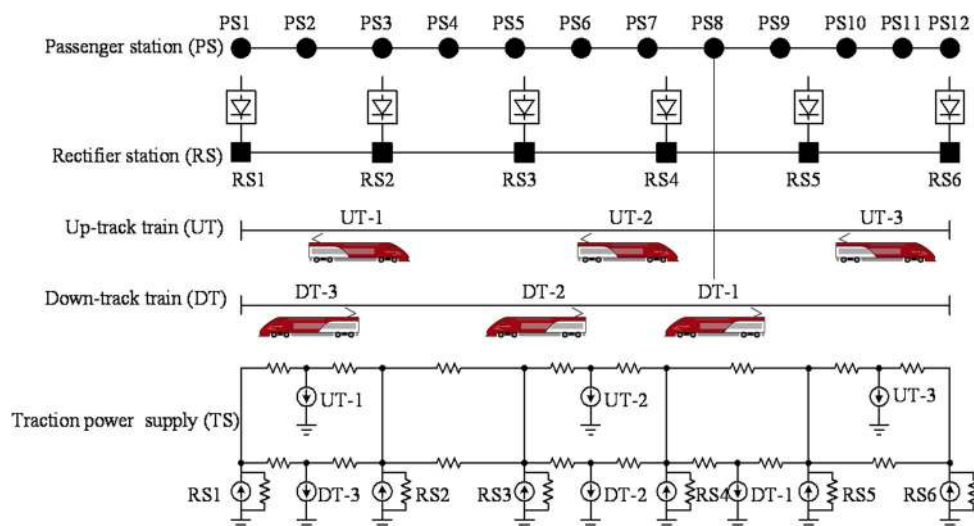 PS1 PS2 PS3 PS4 PS5 PS6 PS7 PS8 PS9 PS10 PS11 PS12
Passenger station (PS)
Rectifier station (RS)
RS1 RS2 RS3 RS4 RS5 RS6
UT-1 UT-2 UT-3
Up-track train (UT)
Down-track train (DT)
DT-3 DT-2 DT-1
UT-1 UT-2 UT-3
Traction power supply (TS)
RS1 DT-3 RS2 RS3 DT-2 RS4 DT-1 RS5 RS6